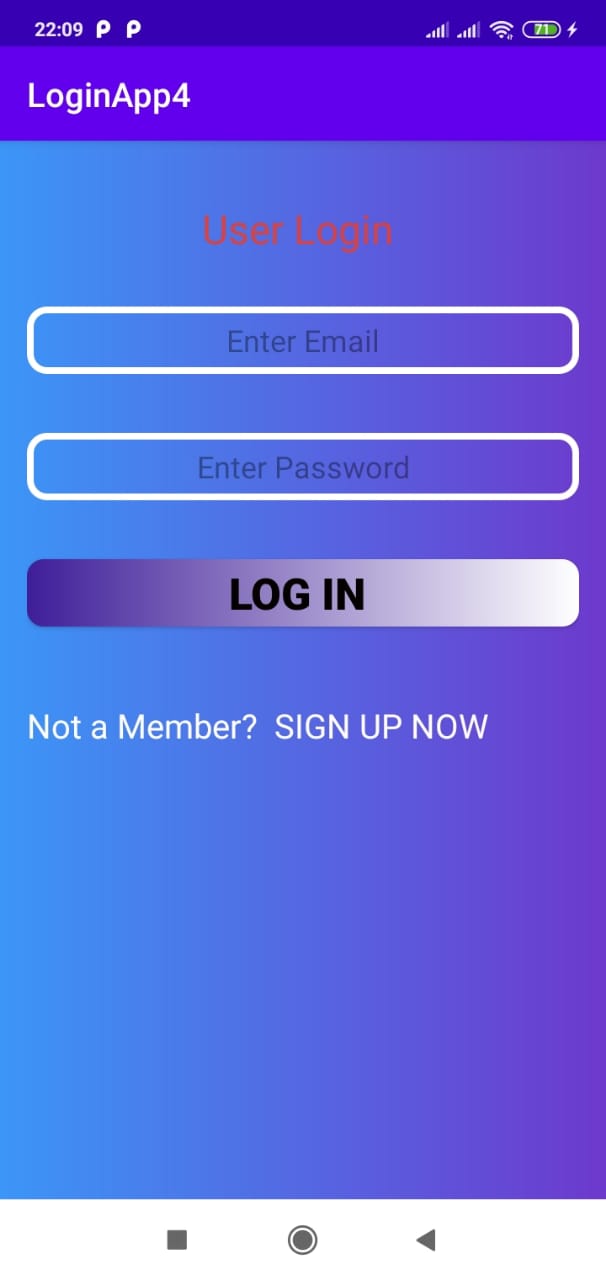 22:09 P P 71
LoginApp4
User Login
Enter Email
Enter Password
LOG IN
Not a Member? SIGN UP NOW